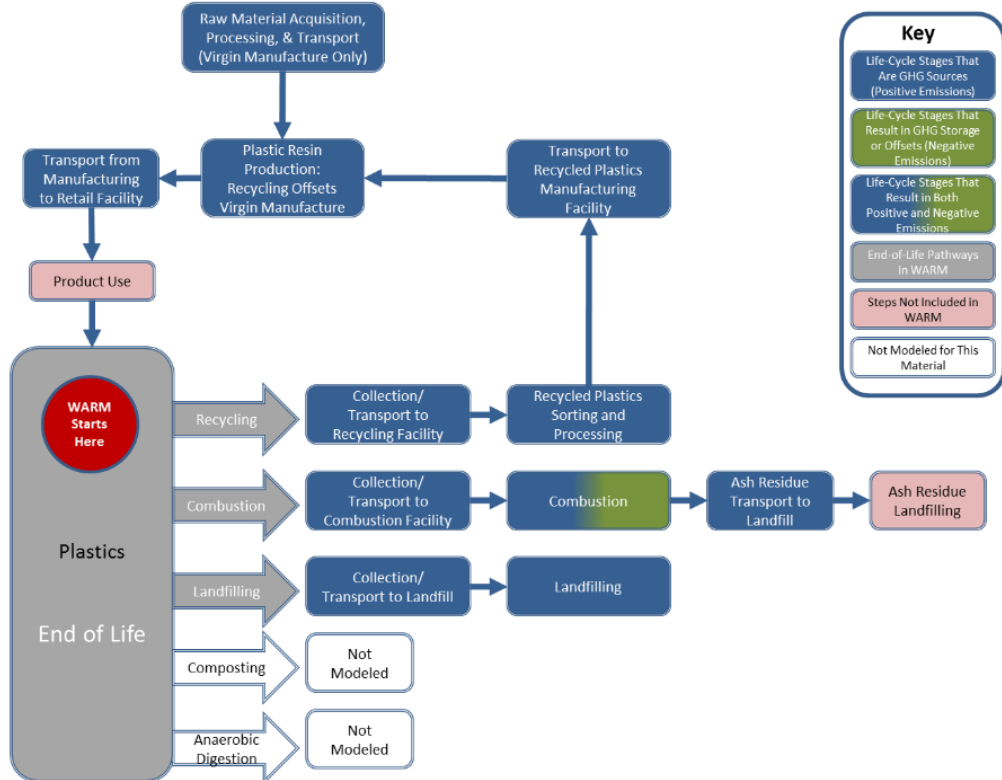 Raw Material Acquisition,
Processing, & Transport
(Virgin Manufacture Only)
Key
Life-Cycle Stages That
Are GHG Sources
(Positive Emissions)
Life-Cycle Stages That
Result in GHG Storage
or Offsets (Negative
Emissions)
Life-Cycle Stages That
Result in Both
Positive and Negative
Emissions
End-of-Life Pathways
in WARM
Steps Not Included in
WARM
Not Modeled for This
Material
Transport from
Manufacturing
to Retail Facility
Plastic Resin
Production:
Recycling Offsets
Virgin Manufacture
Transport to
Recycled Plastics
Manufacturing
Facility
Product Use
WARM
Starts
Here
Plastics
End of Life
Recycling
Collection/
Transport to
Recycling Facility
Recycled Plastics
Sorting and
Processing
Combustion
Collection/
Transport to
Combustion Facility
Combustion
Ash Residue
Transport to
Landfill
Ash Residue
Landfilling
Landfilling
Collection/
Transport to Landfill
Landfilling
Composting
Not
Modeled
Anaerobic
Digestion
Not
Modeled